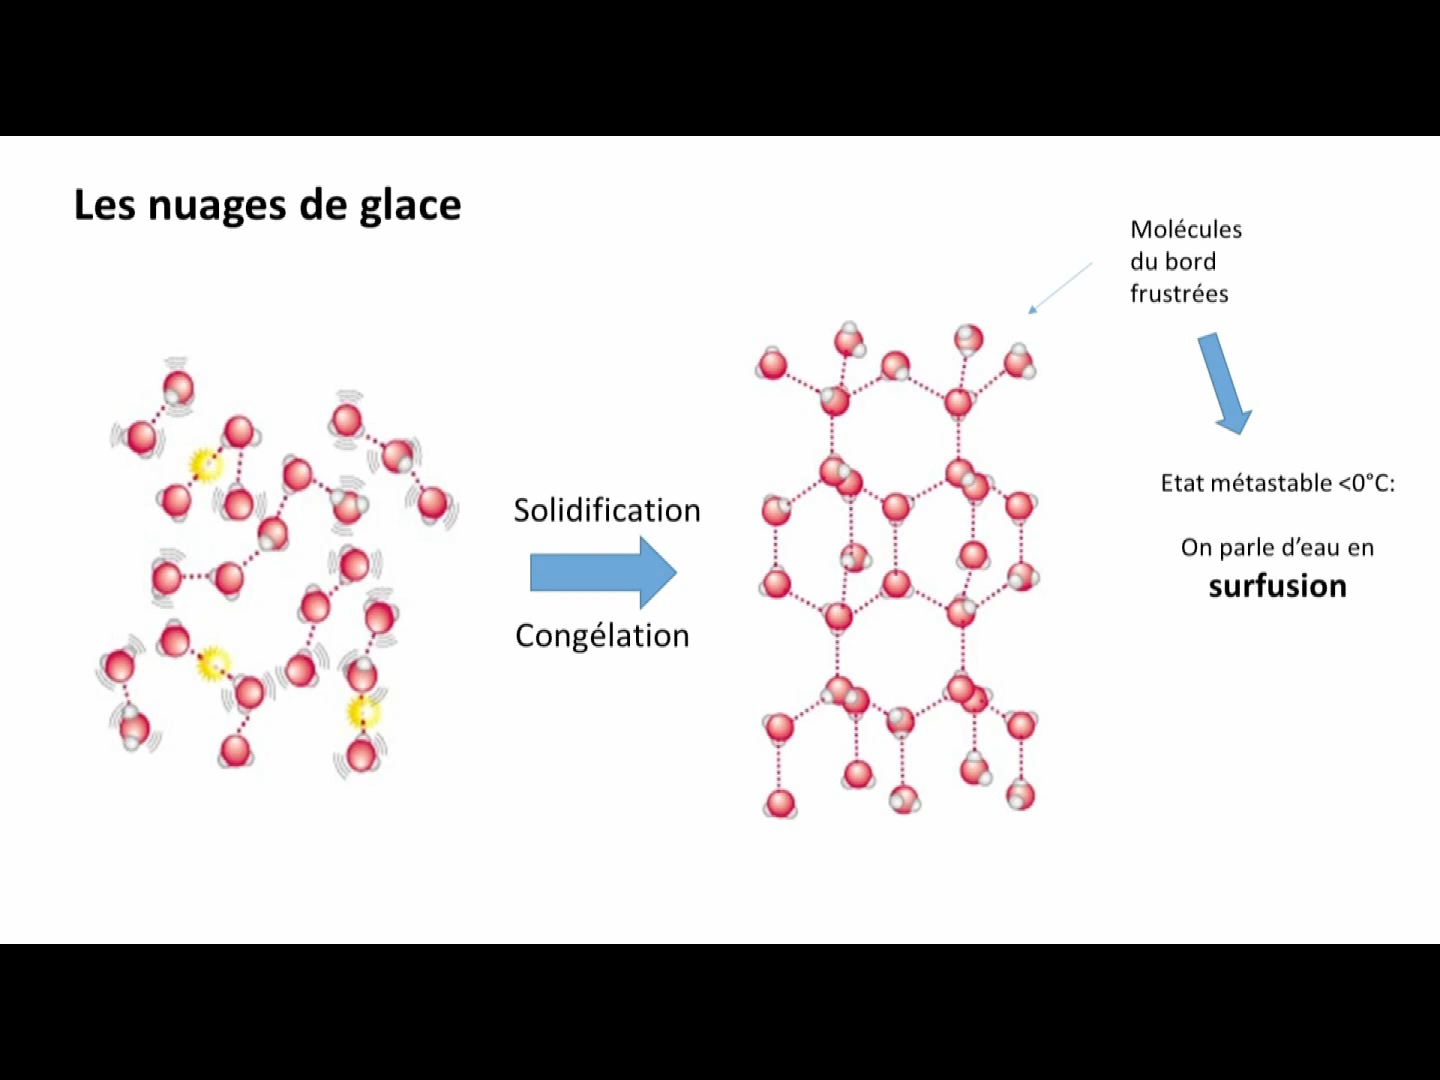 Les nuages de glace
Molécules
du bord
frustrées
Solidification
Congélation
Etat métastable <0°C:
On parle d’eau en
surfusion